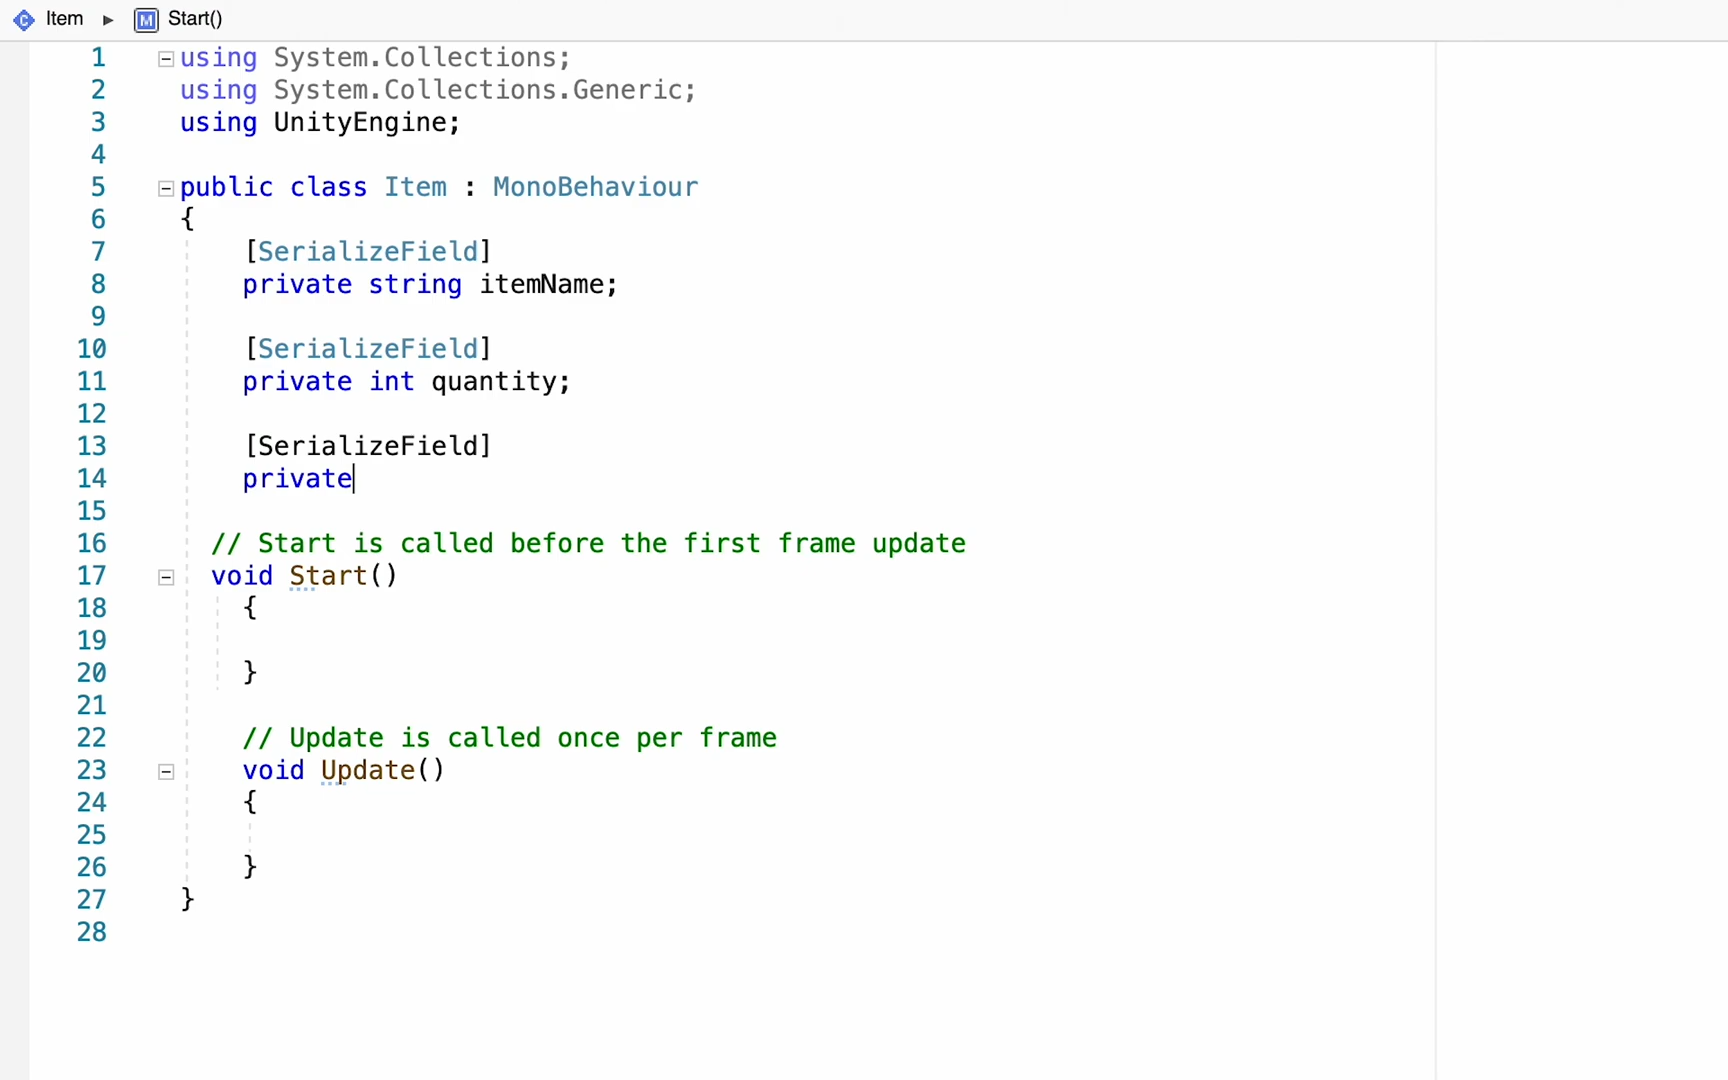 Item ▸ M Start()
1 using System.Collections;
2 using System.Collections.Generic;
3 using UnityEngine;
4
5 public class Item : MonoBehaviour
6 {
7 [SerializeField]
8 private string itemName;
9
10 [SerializeField]
11 private int quantity;
12
13 [SerializeField]
14 private
15
16 // Start is called before the first frame update
17 void Start()
18 {
19
20 }
21
22 // Update is called once per frame
23 void Update()
24 {
25
26 }
27 }
28